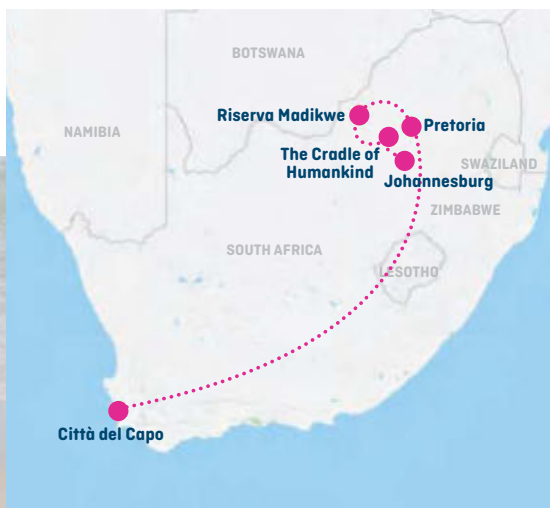 BOTSWANA
Riserva Madikwe
Pretoria
NAMIBIA
The Cradle of
Humankind
SWAZILAND
Johannesburg
ZIMBABWE
SOUTH AFRICA
LESOTHO
Città del Capo